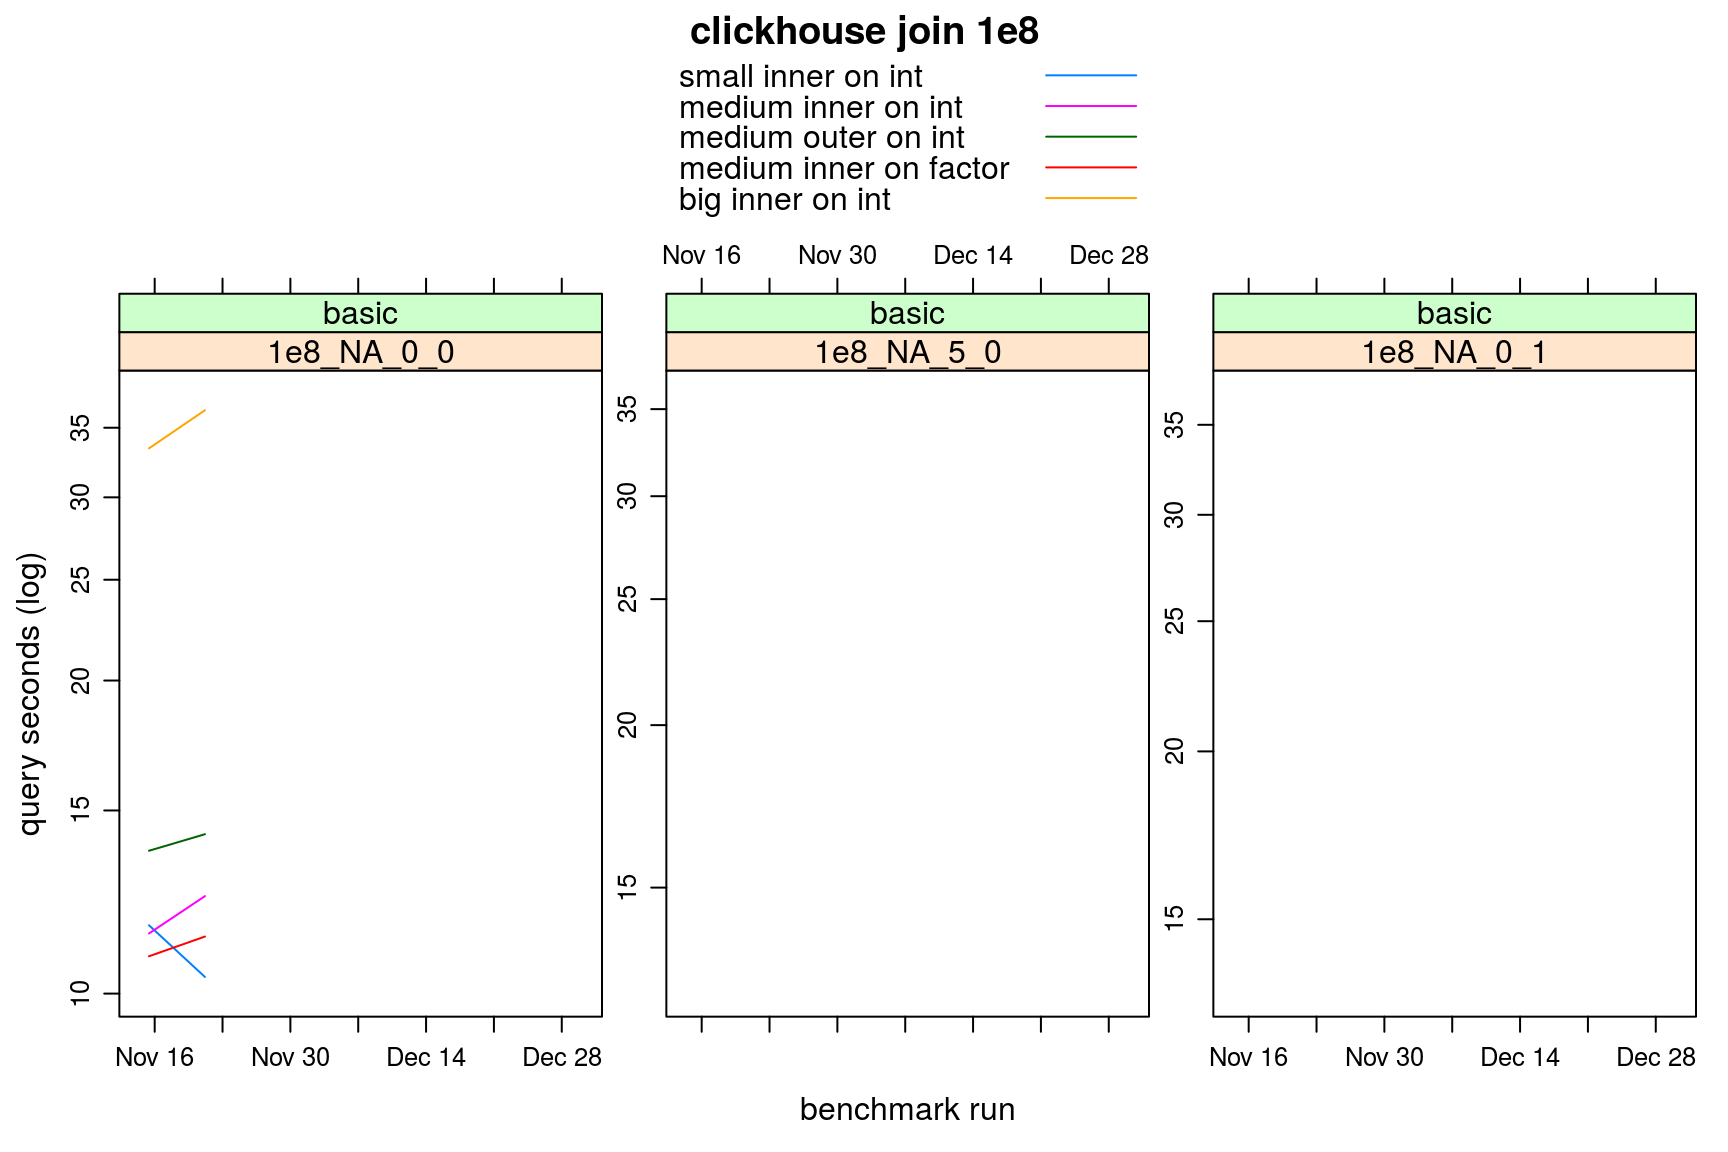 clickhouse join 1e8
small inner on int
medium inner on int
medium outer on int
medium inner on factor
big inner on int
Nov 16 Nov 30 Dec 14 Dec 28
basic basic basic
1e8_NA_0_0 1e8_NA_5_0 1e8_NA_0_1
query seconds (log)
35
30
25
20
15
10
35
30
25
20
15
35
30
25
20
15
Nov 16 Nov 30 Dec 14 Dec 28
Nov 16 Nov 30 Dec 14 Dec 28
benchmark run